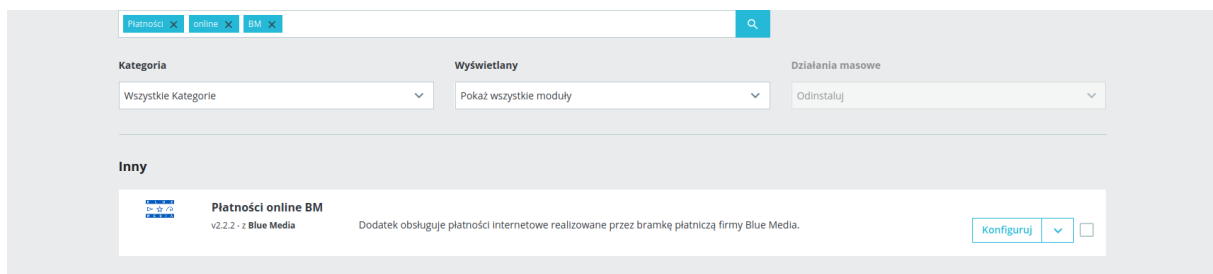 Płatności online BM
Kategoria Wyświetlany Działania masowe
Wszystkie Kategorie Pokaż wszystkie moduły Odinstaluj
Inny
Płatności online BM
v2.2.2 - z Blue Media Dodatek obsługuje płatności internetowe realizowane przez bramkę płatniczą firmy Blue Media. Konfiguruj